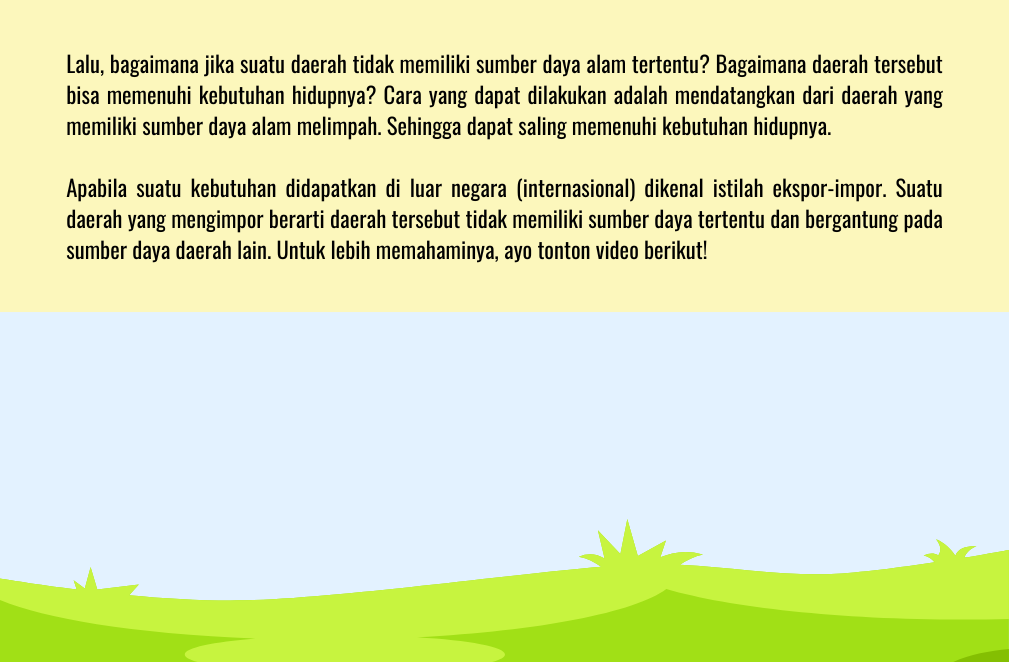 Lalu, bagaimana jika suatu daerah tidak memiliki sumber daya alam tertentu? Bagaimana daerah tersebut
bisa memenuhi kebutuhan hidupnya? Cara yang dapat dilakukan adalah mendatangkan dari daerah yang
memiliki sumber daya alam melimpah. Sehingga dapat saling memenuhi kebutuhan hidupnya.
Apabila suatu kebutuhan didapatkan di luar negara (internasional) dikenal istilah ekspor-impor. Suatu
daerah yang mengimpor berarti daerah tersebut tidak memiliki sumber daya tertentu dan bergantung pada
sumber daya daerah lain. Untuk lebih memahaminya, ayo tonton video berikut!